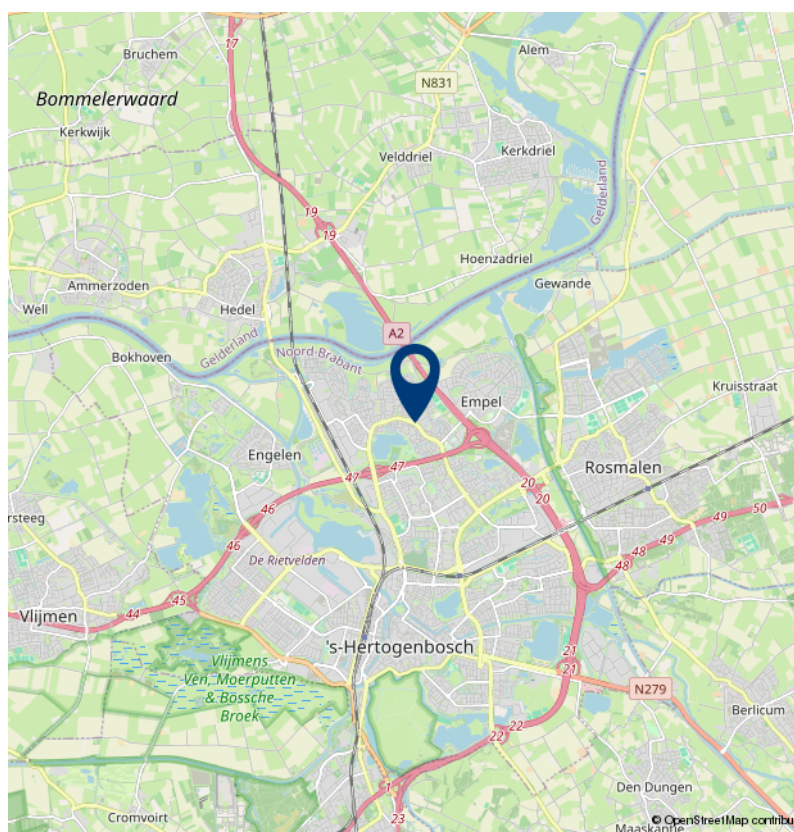 17
Bruchem
Alem
N831
Bommelerwaard
Kerkwijk
Velddriel
Kerkdriel
Gelderland
19
19
Hoenzadriel
Ammerzoden
Gewande
Well
Hedel
A2
Gelderland
Noord-Brabant
Bokhoven
Kruisstraat
Empel
Engelen
47
47
Rosmalen
20
20
46
50
49
49
ersteeg
46
48
48
De Rietvelden
45
44
Vlijmen
's-Hertogenbosch
21
21
Vlijmens
Ven, Moerputten
& Bossche
Broek
N279
Berlicum
22
22
Den Dungen
1
Cromvoirt
23
Maaskantje
© OpenStreetMap contribu